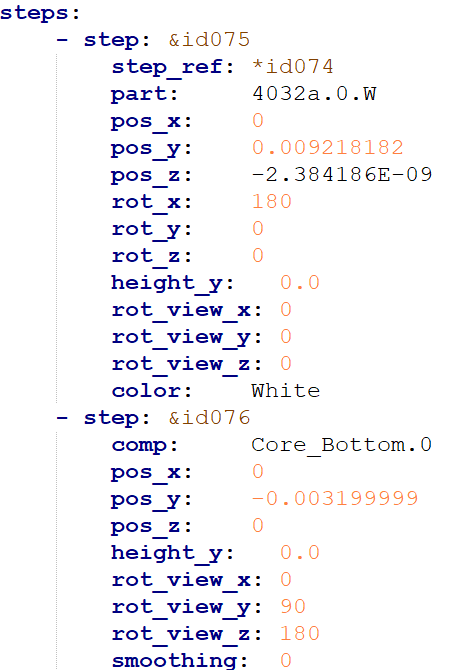 steps:
    - step: &id075
        step_ref: *id074
        part:     4032a.0.W
        pos_x:    0
        pos_y:    0.009218182
        pos_z:    -2.384186E-09
        rot_x:    180
        rot_y:    0
        rot_z:    0
        height_y:   0.0
        rot_view_x: 0
        rot_view_y: 0
        rot_view_z: 0
        color:    White
    - step: &id076
        comp:     Core_Bottom.0
        pos_x:    0
        pos_y:    -0.003199999
        pos_z:    0
        height_y:   0.0
        rot_view_x: 0
        rot_view_y: 90
        rot_view_z: 180
        smoothing:  0